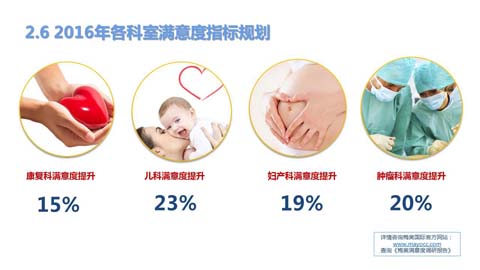 2.6 2016年各科室满意度指标规划
康复科满意度提升
儿科满意度提升
妇产科满意度提升
肿瘤科满意度提升
15%
23%
19%
20%
详情咨询梅奥国际官方网站：
www.mayocc.com
查询《梅奥满意度调研报告》